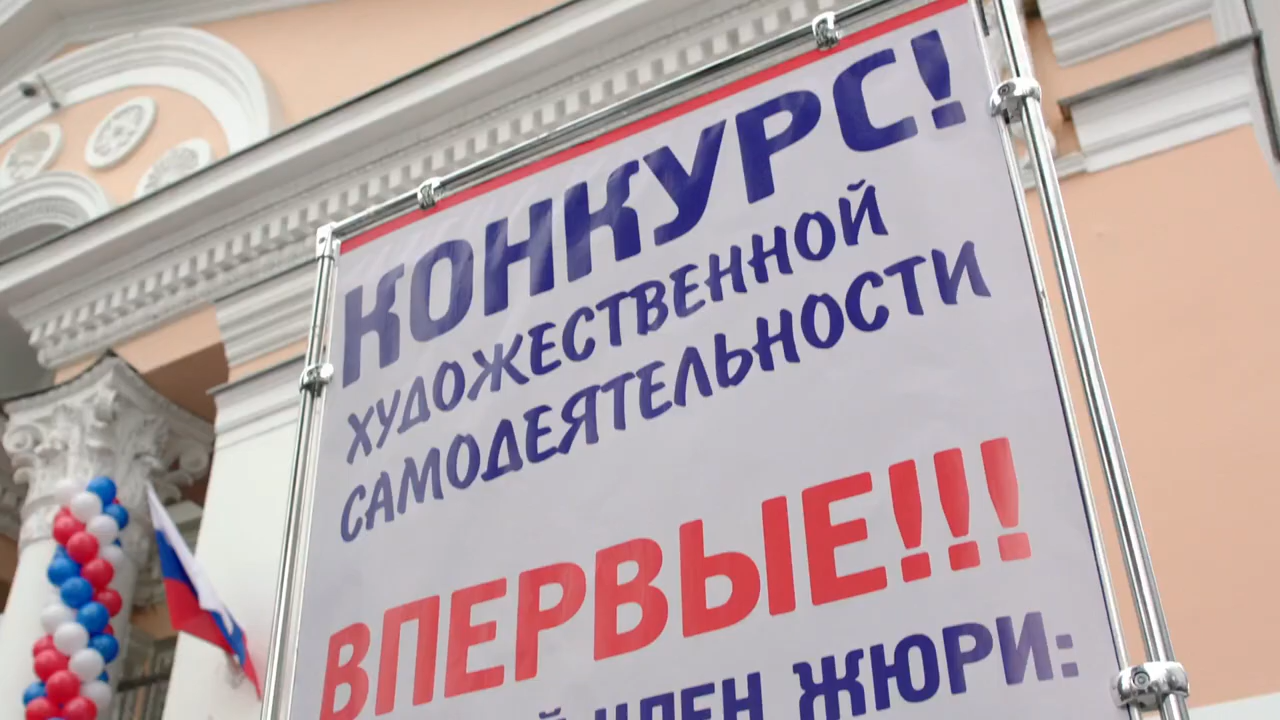 КОНКУРС!
ХУДОЖЕСТВЕННОЙ
САМОДЕЯТЕЛЬНОСТИ
ВПЕРВЫЕ!!!
ЧЛЕН ЖЮРИ: